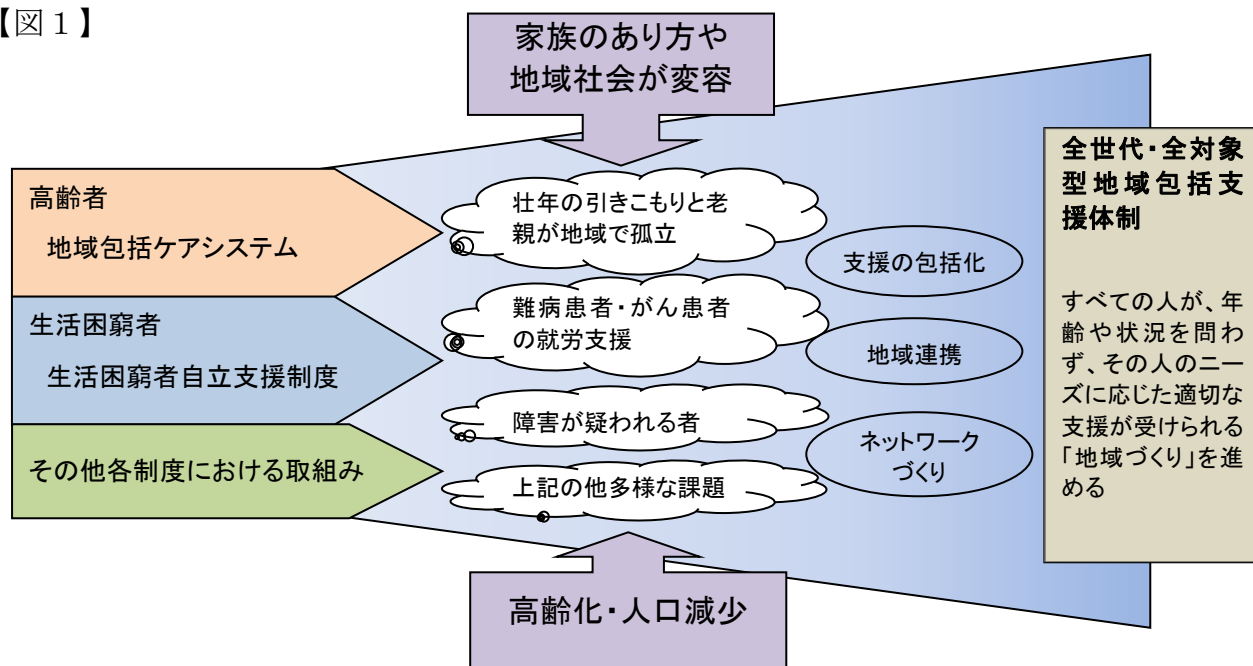 【図１】
家族のあり方や
地域社会が変容
高齢者
地域包括ケアシステム
生活困窮者
生活困窮者自立支援制度
その他各制度における取組み
壮年の引きこもりと老
親が地域で孤立
難病患者・がん患者
の就労支援
障害が疑われる者
上記の他多様な課題
支援の包括化
地域連携
ネットワーク
づくり
全世代・全対象
型地域包括支
援体制
すべての人が、年
齢や状況を問わ
ず、その人のニー
ズに応じた適切な
支援が受けられる
「地域づくり」を進
める
高齢化・人口減少